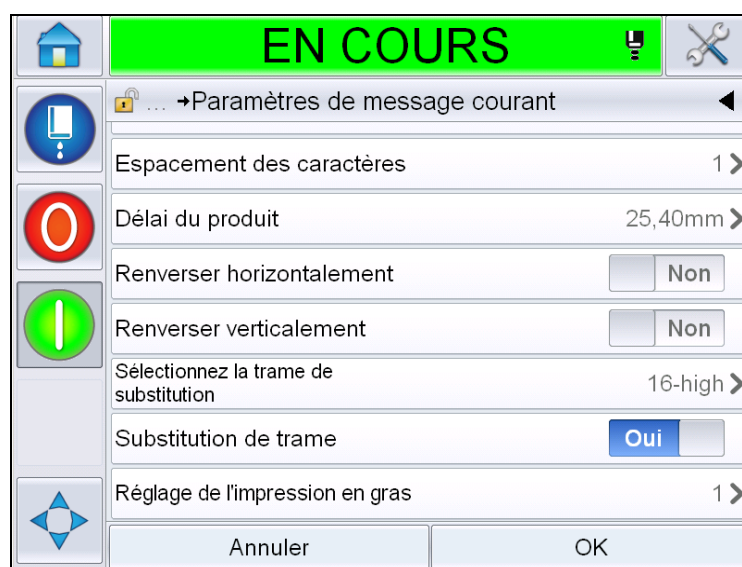 EN COURS
... →Paramètres de message courant
Espacement des caractères 1
Délai du produit 25,40mm
Renverser horizontalement Non
Renverser verticalement Non
Sélectionnez la trame de
substitution 16-high
Substitution de trame Oui
Réglage de l'impression en gras 1
Annuler OK